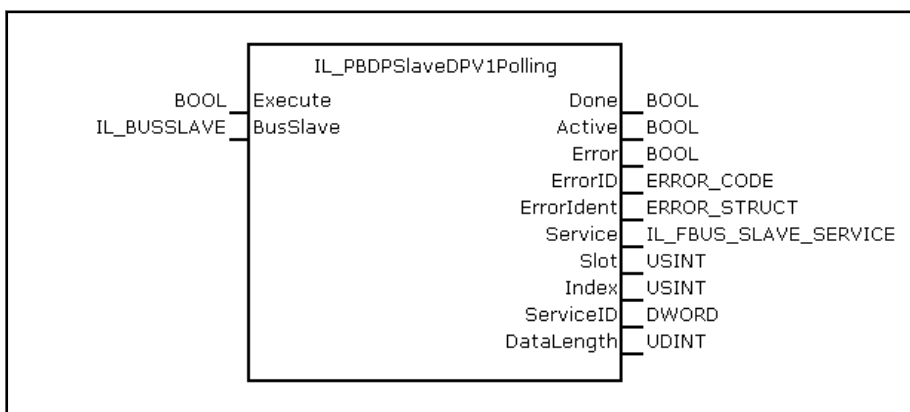 IL_PBDPSlaveDPV1Polling
BOOL Execute Done BOOL
IL_BUSSLAVE BusSlave Active BOOL
Error BOOL
ErrorID ERROR_CODE
ErrorIdent ERROR_STRUCT
Service IL_FBUS_SLAVE_SERVICE
Slot USINT
Index USINT
ServiceID DWORD
DataLength UDINT